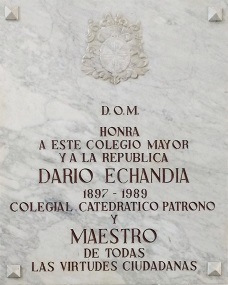 D.O.M.
HONRA
A ESTE COLEGIO MAYOR
Y A LA REPUBLICA
DARIO ECHANDIA
1897 - 1989
COLEGIAL CATEDRATICO PATRONO
Y
MAESTRO
DE TODAS
LAS VIRTUDES CIUDADANAS